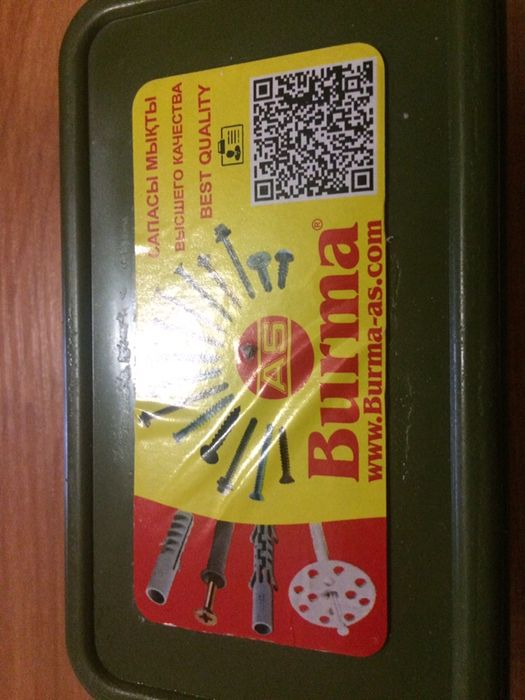 САПАСЫ МЫҚТЫ
ВЫСШЕГО КАЧЕСТВА
BEST QUALITY
AS
Burma®
www.Burma-as.com